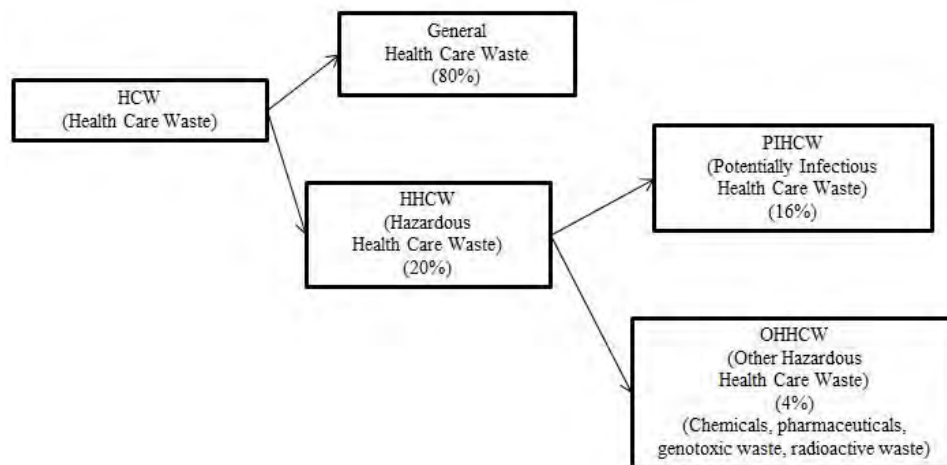 General
Health Care Waste
(80%)
HCW
(Health Care Waste)
PIHCW
(Potentially Infectious
Health Care Waste)
(16%)
HHCW
(Hazardous
Health Care Waste)
(20%)
OHHCW
(Other Hazardous
Health Care Waste)
(4%)
(Chemicals, pharmaceuticals,
genotoxic waste, radioactive waste)